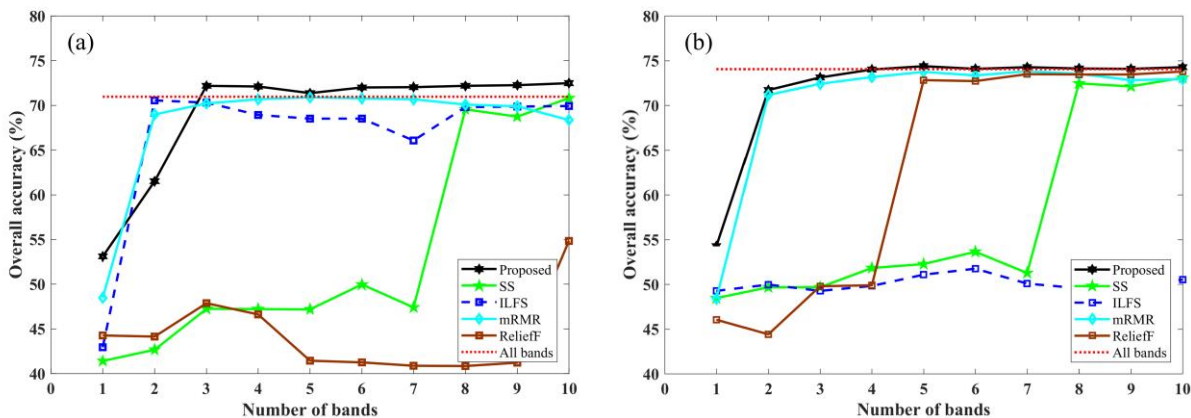 (a)
80
75
70
65
60
55
50
45
40
0 1 2 3 4 5 6 7 8 9 10
Overall accuracy (%)
Number of bands
Proposed
SS
ILFS
mRMR
ReliefF
All bands
(b)
80
75
70
65
60
55
50
45
40
0 1 2 3 4 5 6 7 8 9 10
Overall accuracy (%)
Number of bands
Proposed
SS
ILFS
mRMR
ReliefF
All bands